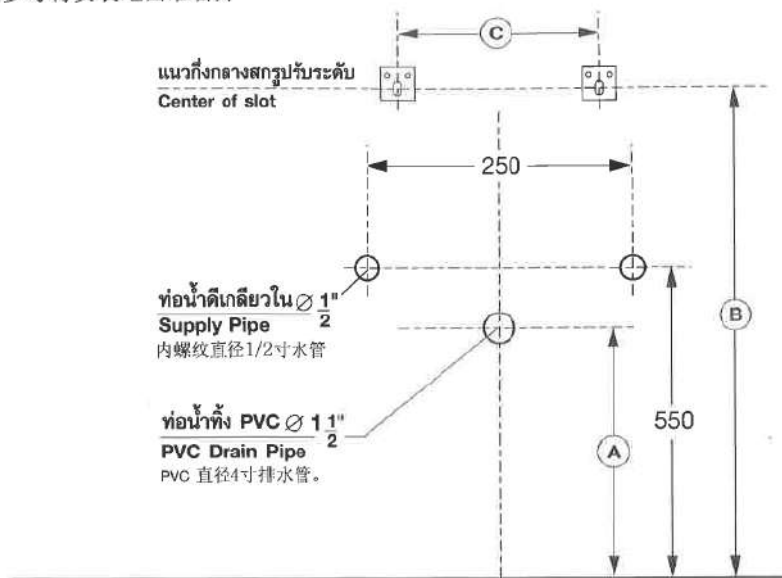 C
แนวกึ่งกลางสกรูปรับระดับ
Center of slot
250
ท่อน้ำดีเกลียวใน ∅ 1/2"
Supply Pipe
内螺纹直径1/2寸水管
B
ท่อน้ำทิ้ง PVC ∅ 1 1/2"
PVC Drain Pipe
PVC 直径4寸排水管。
550
A